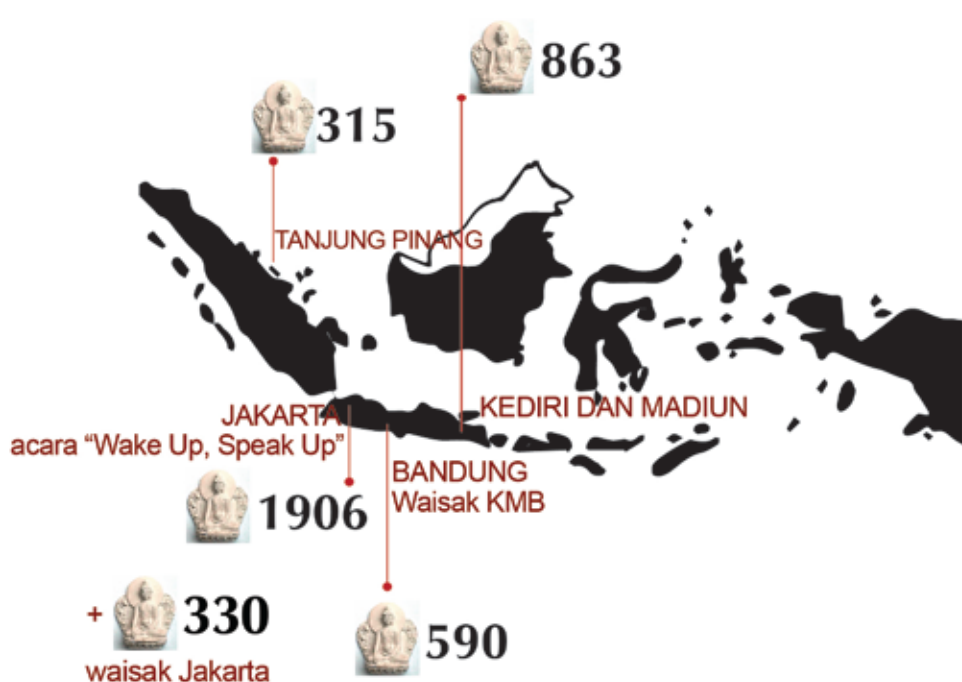 863
315
TANJUNG PINANG
KEDIRI DAN MADIUN
JAKARTA
acara “Wake Up, Speak Up”
BANDUNG
Waisak KMB
1906
+ 330
waisak Jakarta
590